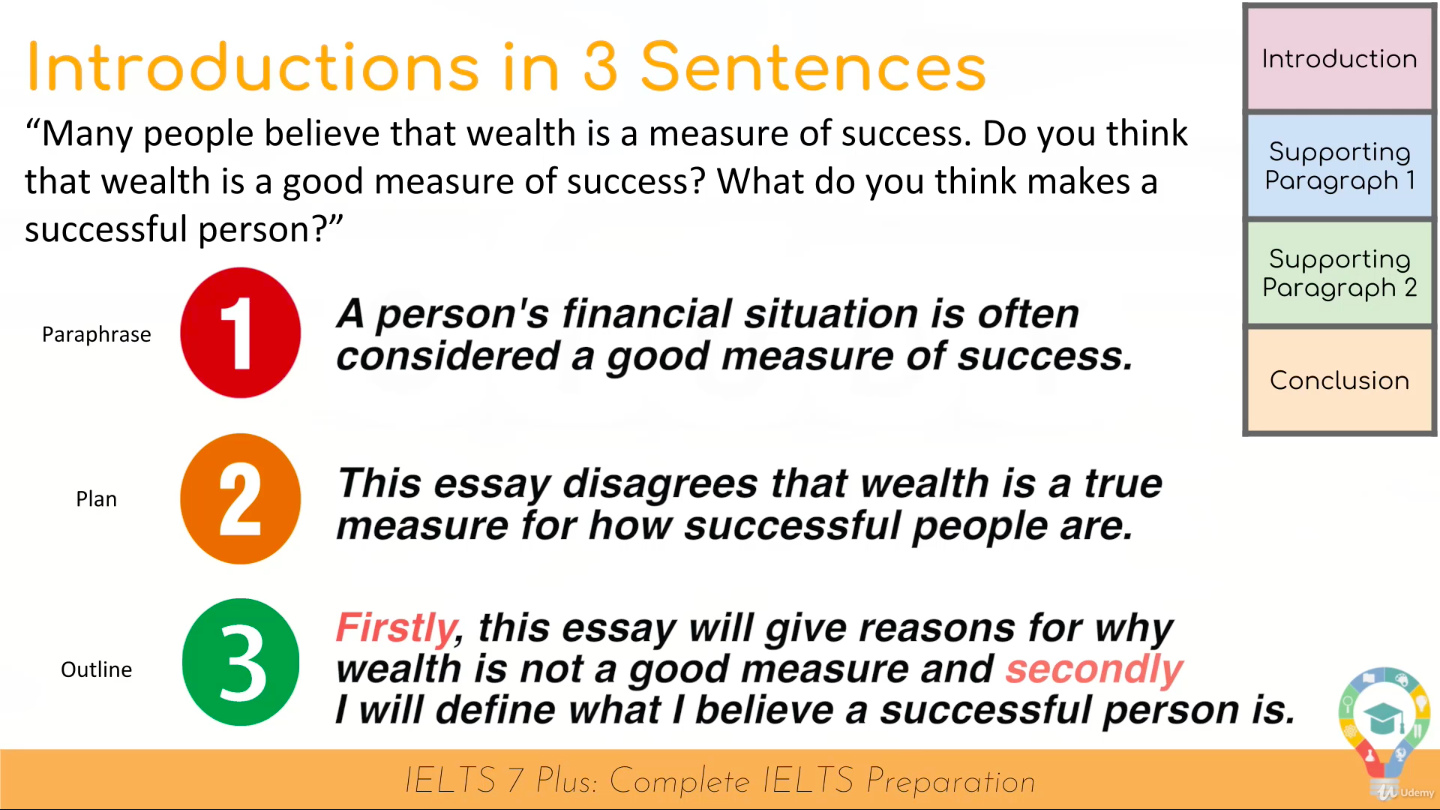 Introductions in 3 Sentences
“Many people believe that wealth is a measure of success. Do you think
that wealth is a good measure of success? What do you think makes a
successful person?”
Paraphrase
1
A person's financial situation is often
considered a good measure of success.
Plan
2
This essay disagrees that wealth is a true
measure for how successful people are.
Outline
3
Firstly, this essay will give reasons for why
wealth is not a good measure and secondly
I will define what I believe a successful person is.
Introduction
Supporting
Paragraph 1
Supporting
Paragraph 2
Conclusion
IELTS 7 Plus: Complete IELTS Preparation
Udemy